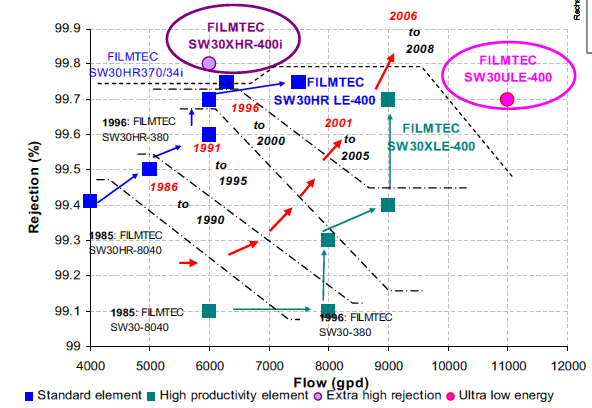 Recha
FILMTEC
SW30XHR-400i
FILMTEC
SW30HR370/34i
2006
to
2008
FILMTEC
SW30ULE-400
FILMTEC
SW30HR LE-400
1996
to
2000
1996: FILMTEC
SW30HR-380
2001
to
2005
FILMTEC
SW30XLE-400
1991
to
1995
1986
to
1990
1985: FILMTEC
SW30HR-8040
1985: FILMTEC
SW30-8040
1996: FILMTEC
SW30-380
Rejection (%)
99.9
99.8
99.7
99.6
99.5
99.4
99.3
99.2
99.1
99
4000 5000 6000 7000 8000 9000 10000 11000 12000
Flow (gpd)
Standard element High productivity element Extra high rejection Ultra low energy